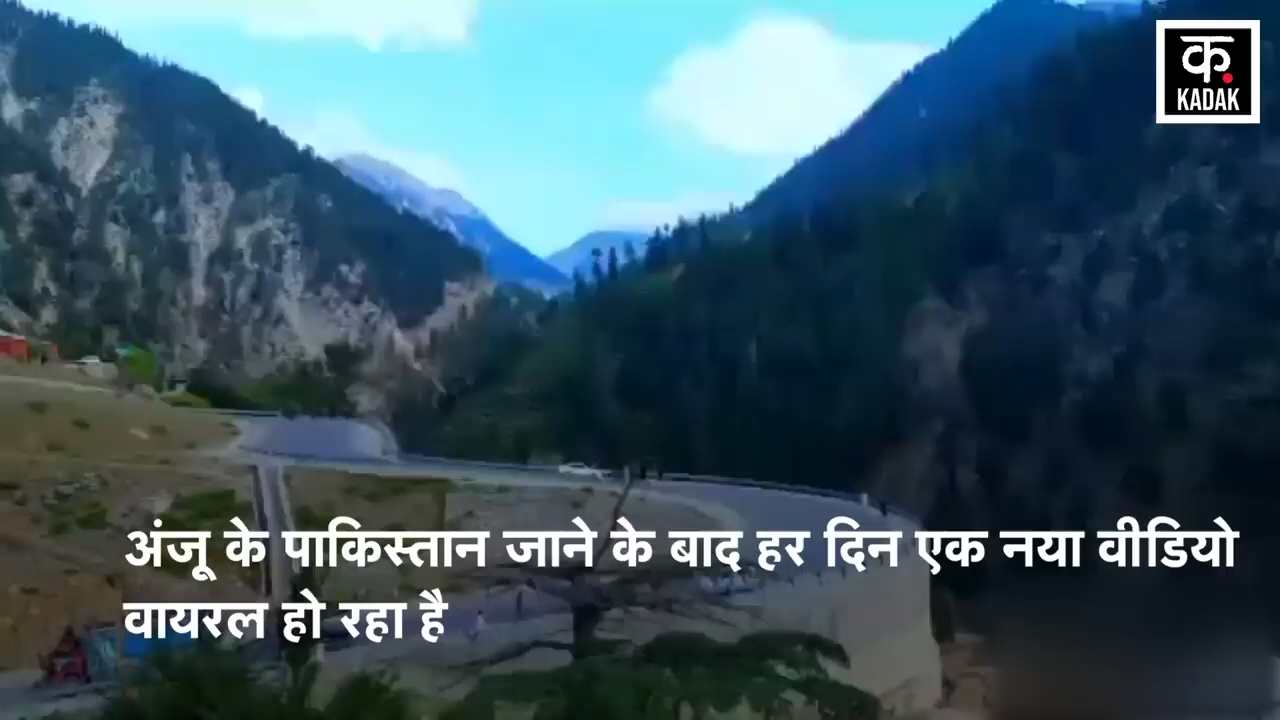 क
KADAK
अंजू के पाकिस्तान जाने के बाद हर दिन एक नया वीडियो
वायरल हो रहा है